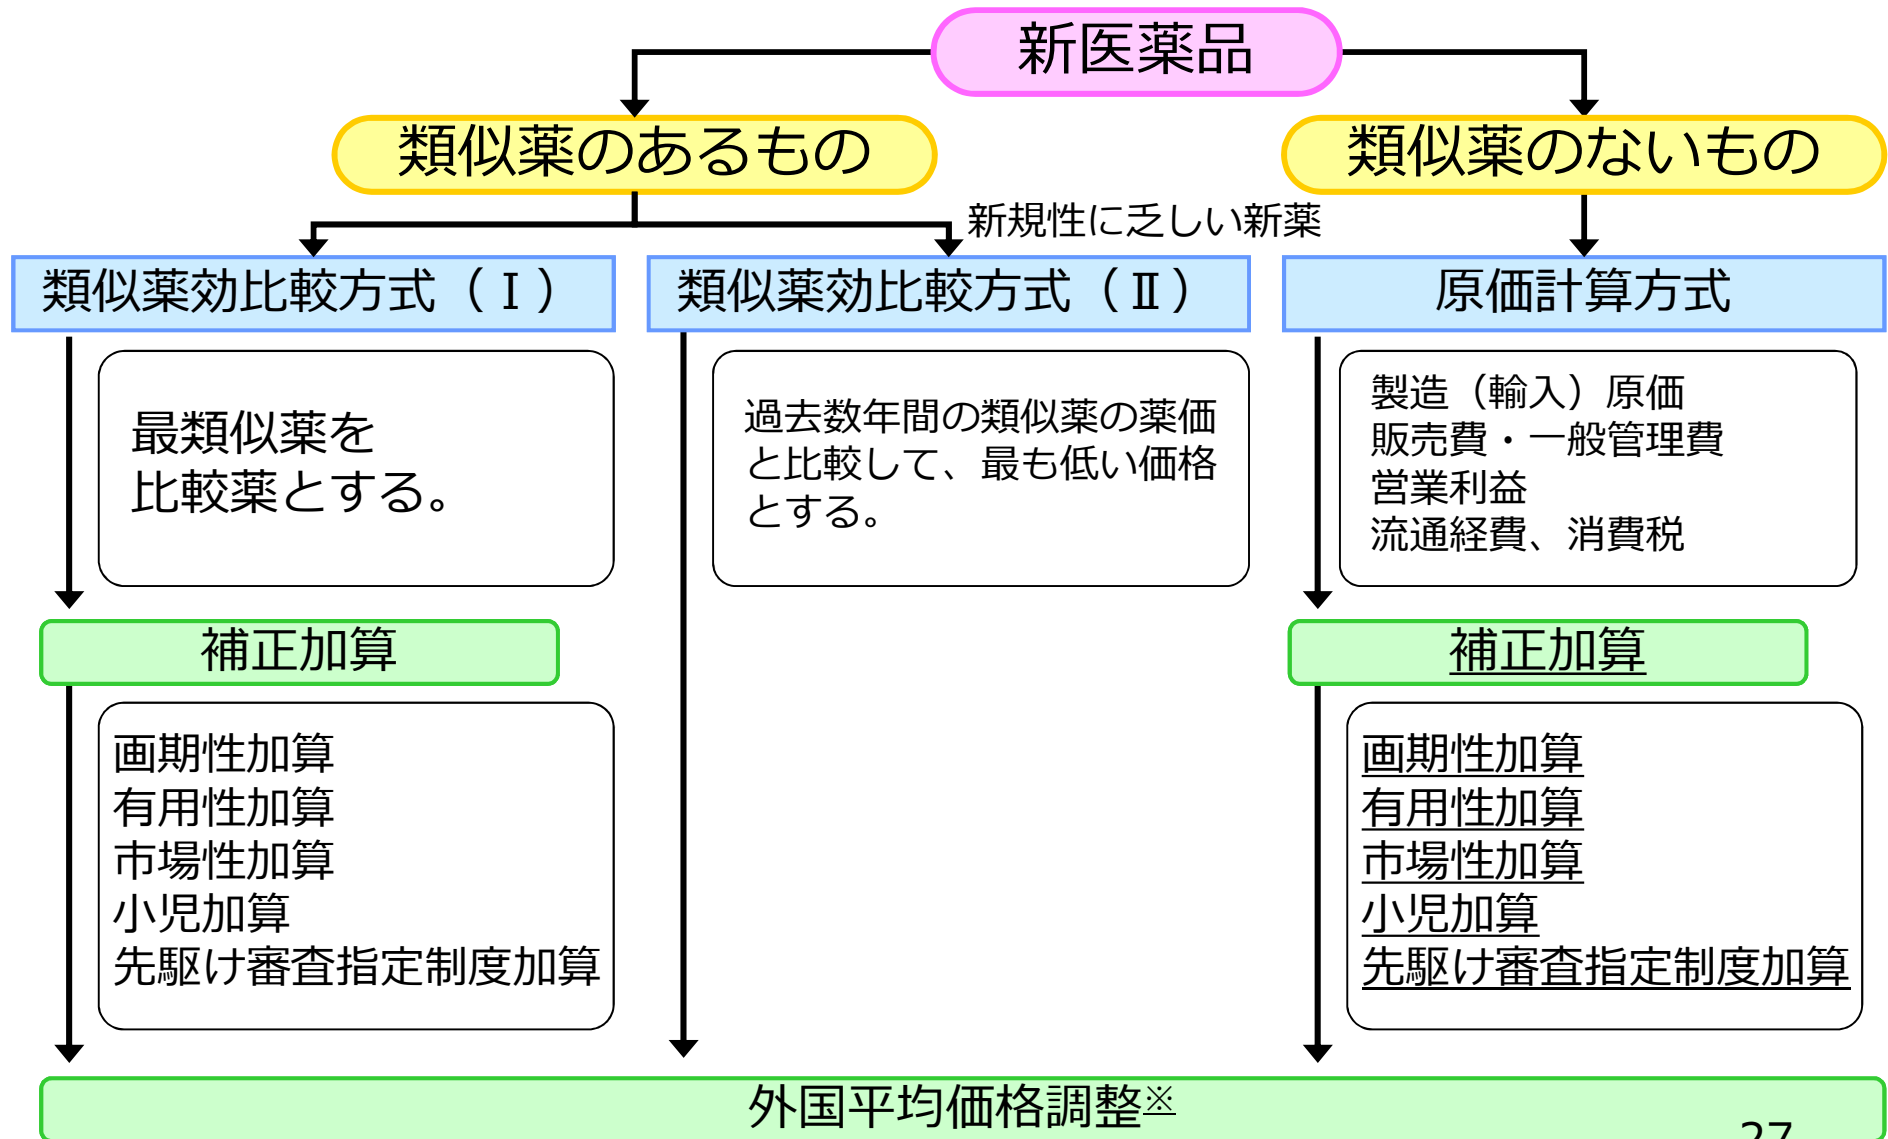 新医薬品
類似薬のあるもの
類似薬のないもの
新規性に乏しい新薬
類似薬効比較方式（Ⅰ）
類似薬効比較方式（Ⅱ）
原価計算方式
最類似薬を
比較薬とする。
過去数年間の類似薬の薬価
と比較して、最も低い価格
とする。
製造（輸入）原価
販売費・一般管理費
営業利益
流通経費、消費税
補正加算
補正加算
画期性加算
有用性加算
市場性加算
小児加算
先駆け審査指定制度加算
画期性加算
有用性加算
市場性加算
小児加算
先駆け審査指定制度加算
外国平均価格調整※
27